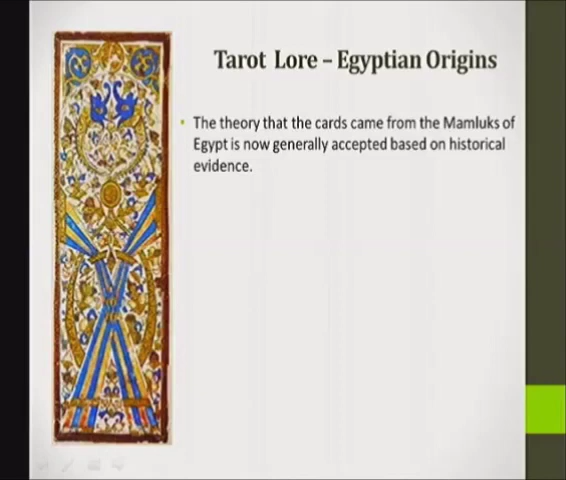 Tarot Lore – Egyptian Origins
• The theory that the cards came from the Mamluks of
Egypt is now generally accepted based on historical
evidence.